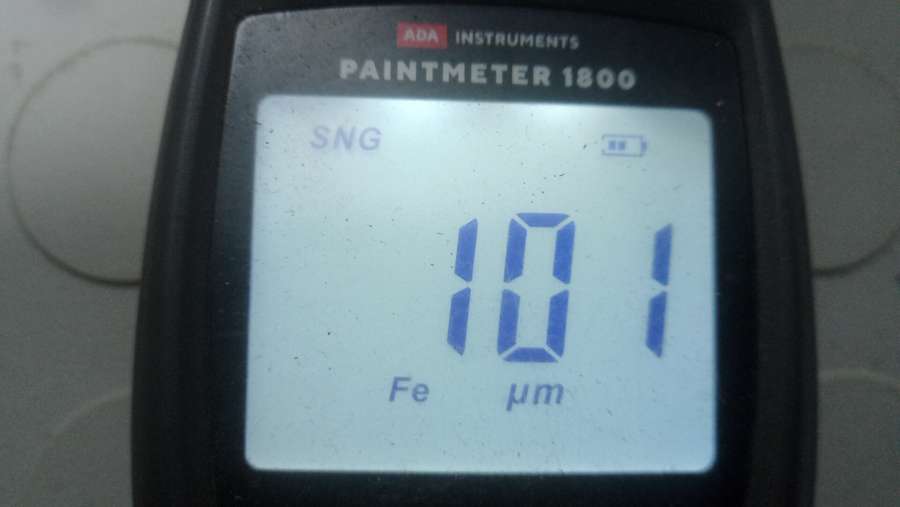 ADA INSTRUMENTS
PAINTMETER 1800
SNG
101
Fe µm